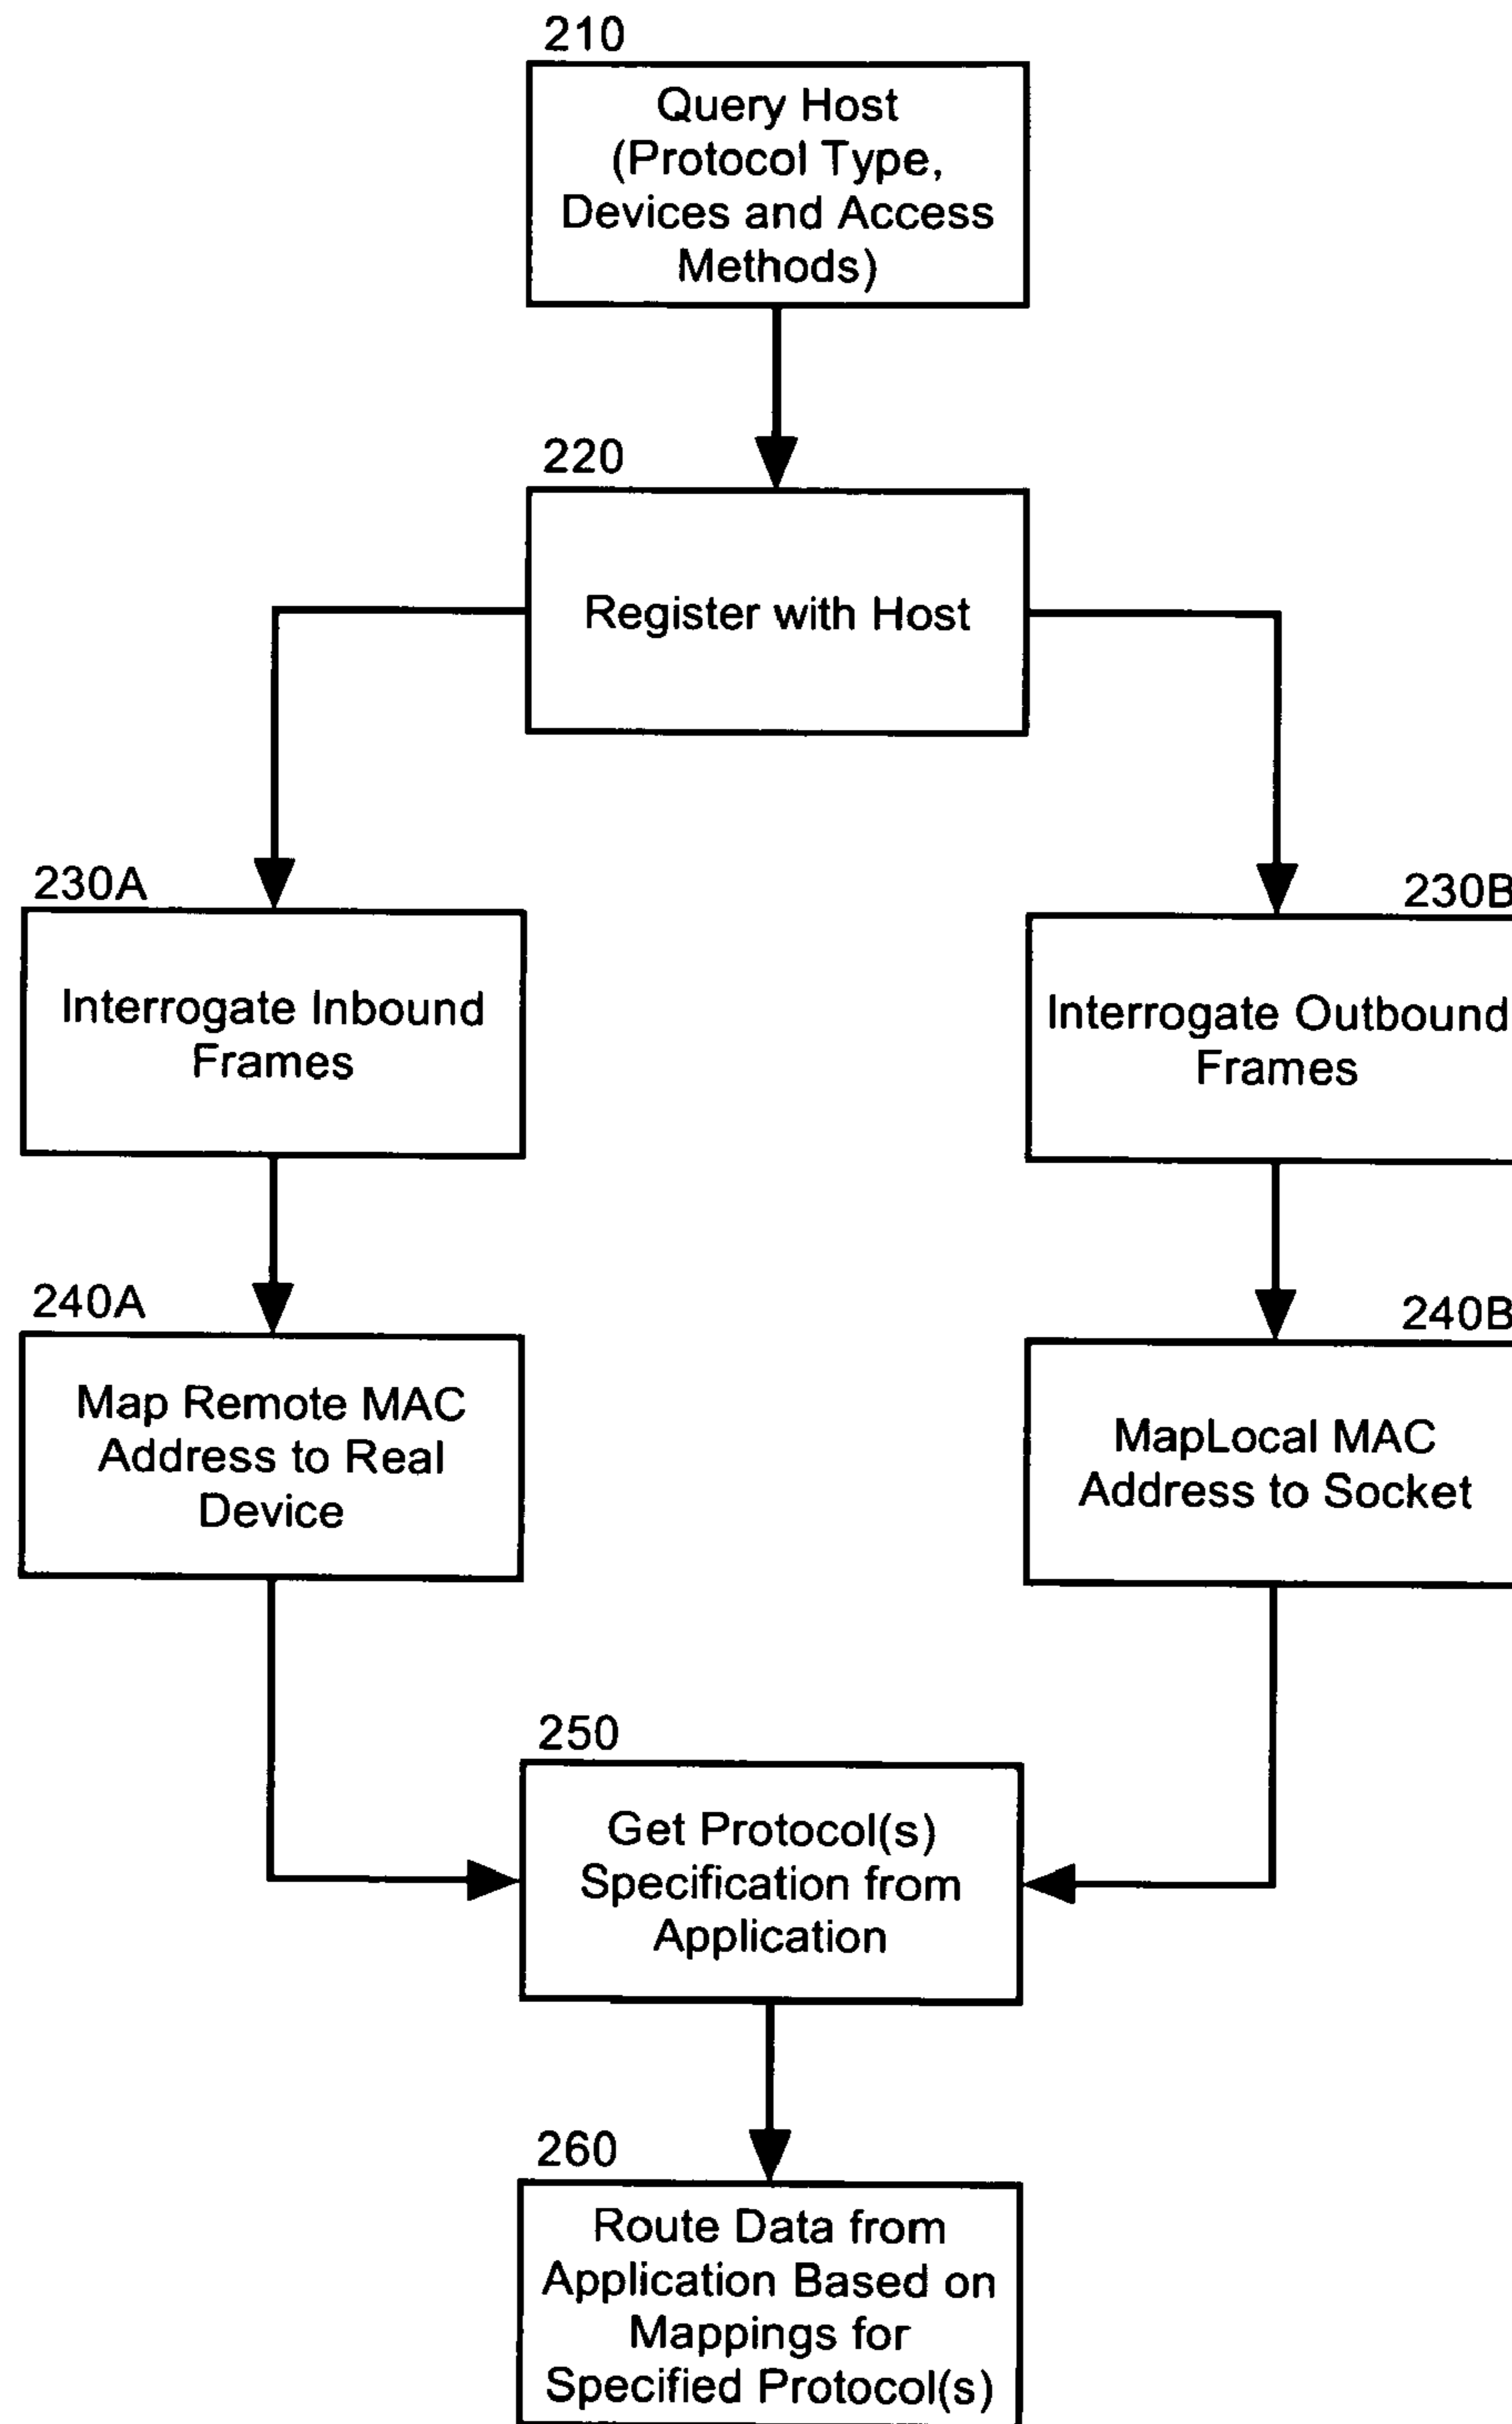 210
Query Host
(Protocol Type,
Devices and Access
Methods)
220
Register with Host
230A
Interrogate Inbound
Frames
230B
Interrogate Outbound
Frames
240A
Map Remote MAC
Address to Real
Device
240B
MapLocal MAC
Address to Socket
250
Get Protocol(s)
Specification from
Application
260
Route Data from
Application Based on
Mappings for
Specified Protocol(s)